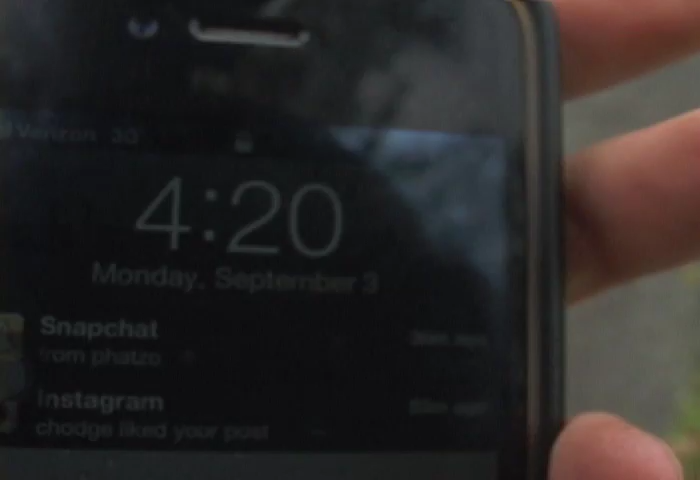 Verizon 3G
4:20
Monday, September 3
Snapchat
from phatzo
Instagram
chodge liked your post